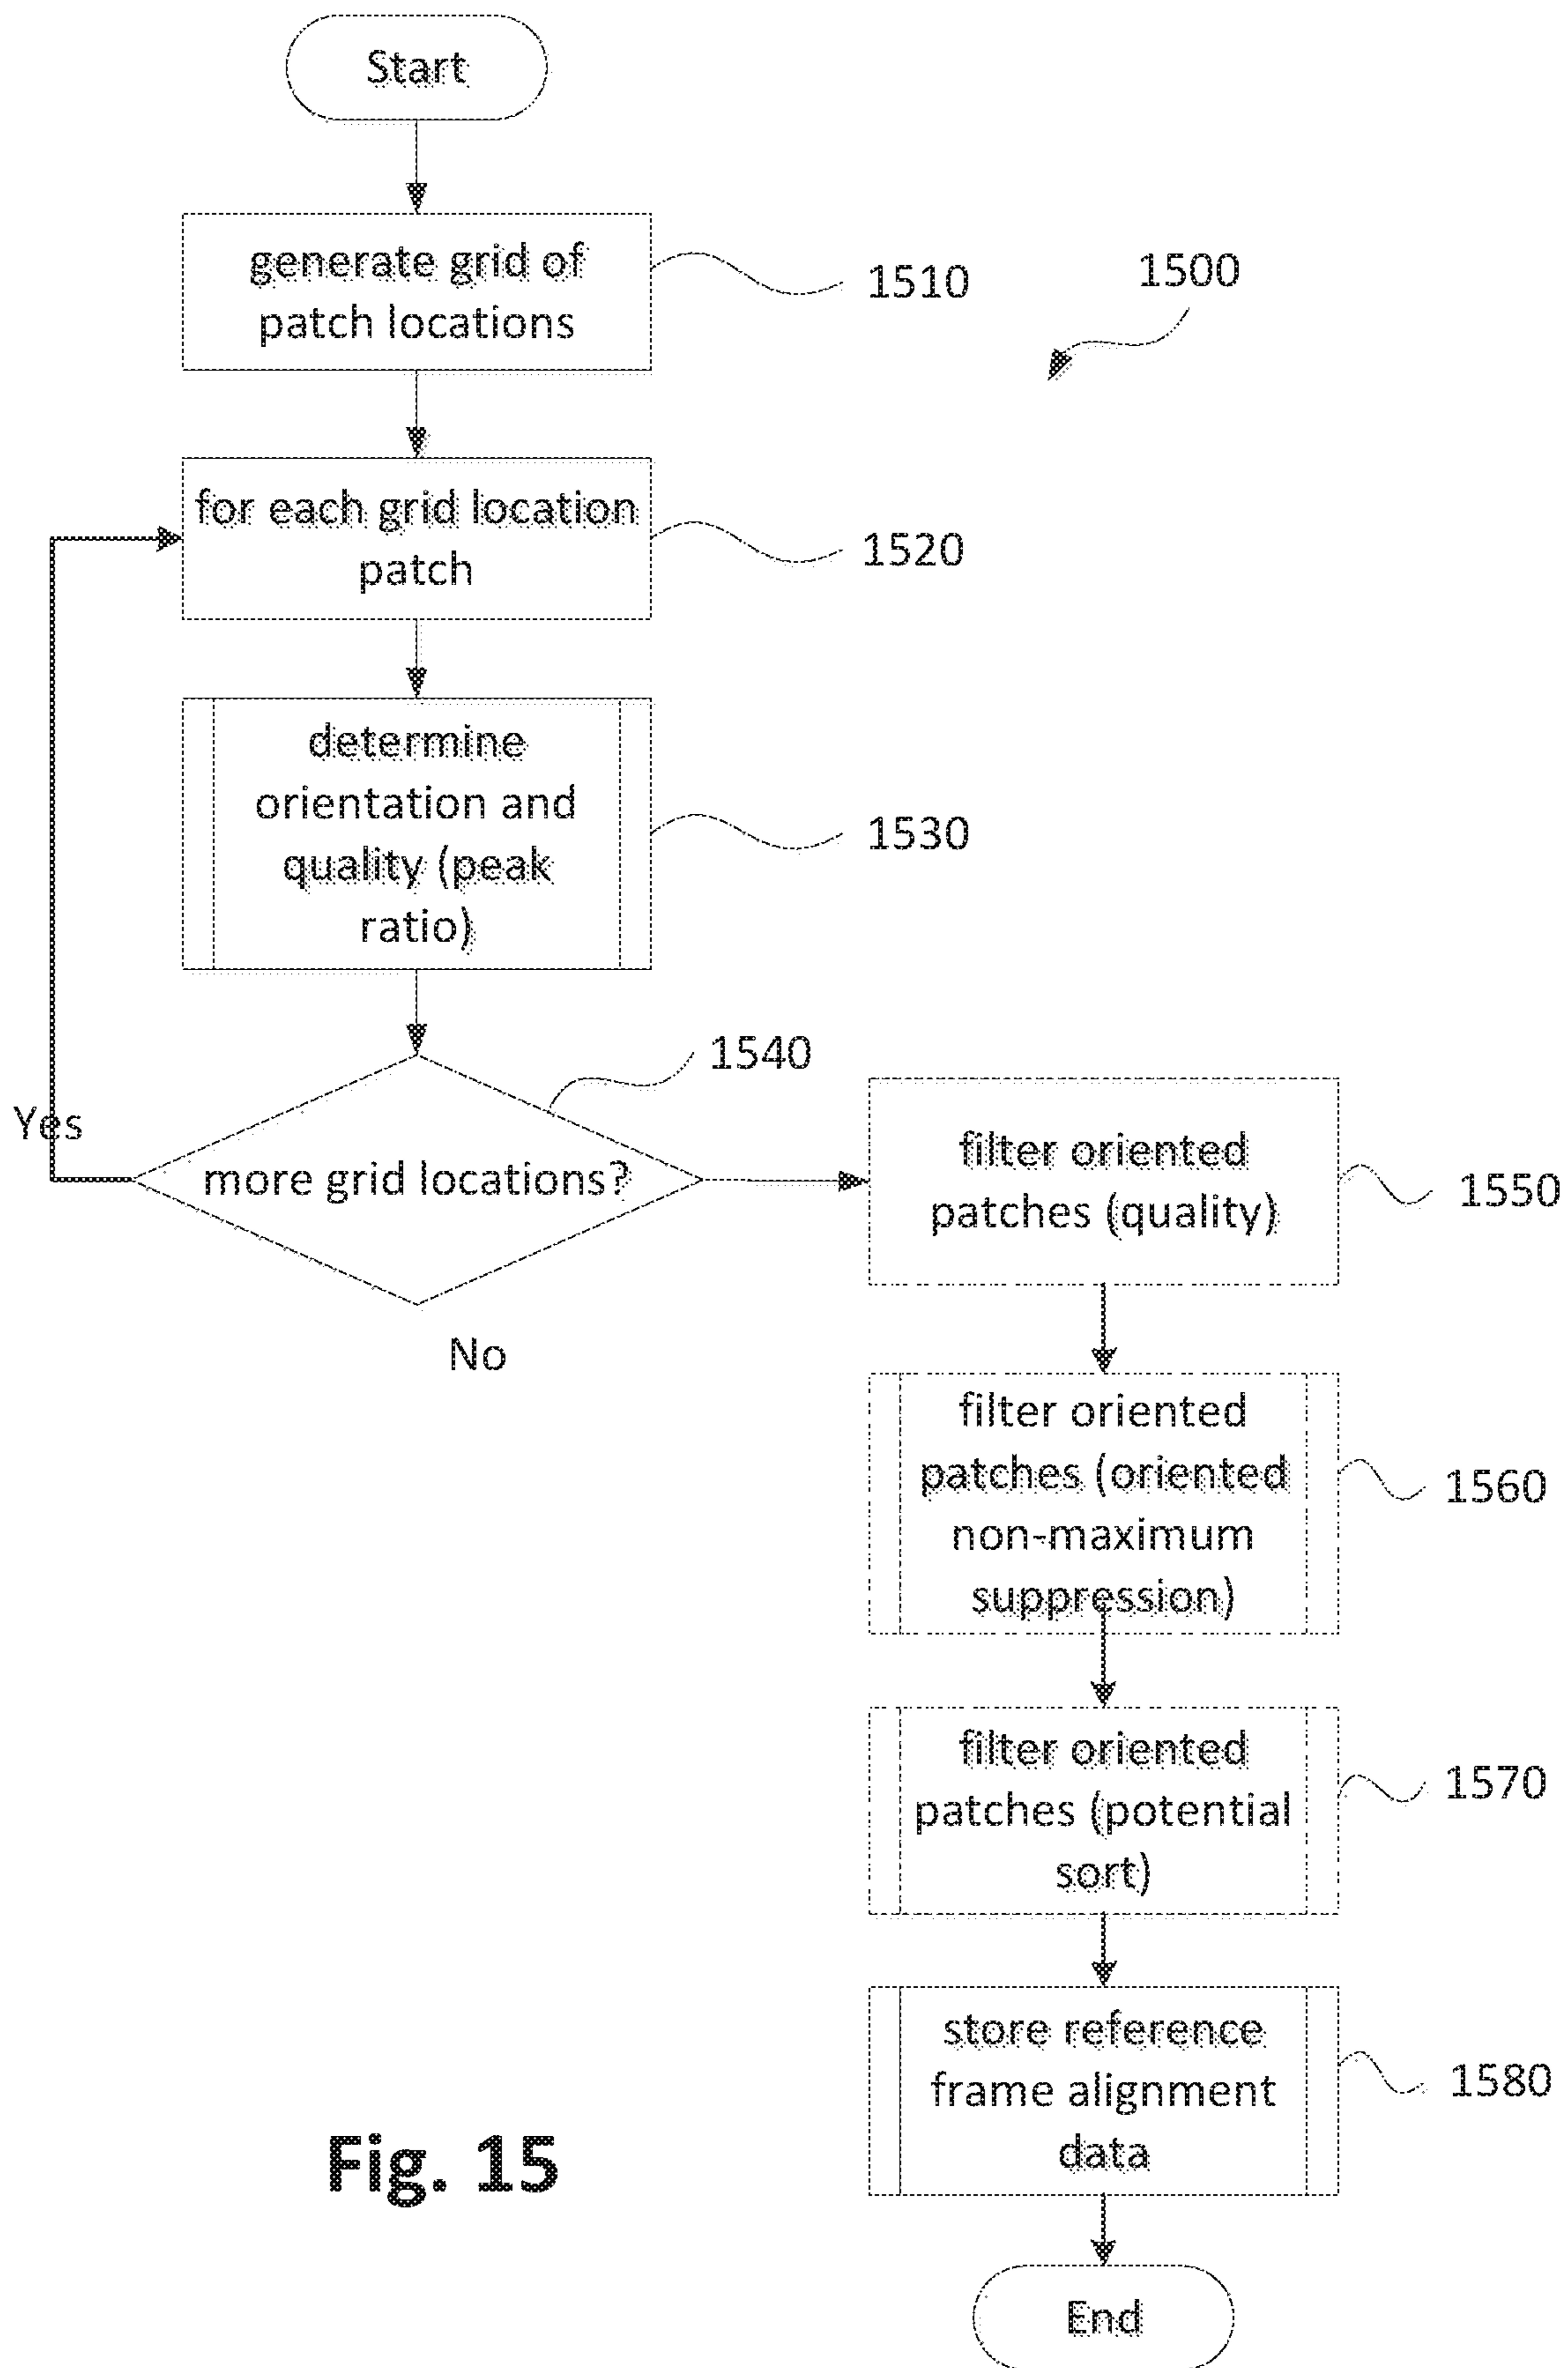 Start
generate grid of
patch locations
1510
1500
for each grid location
patch
1520
determine
orientation and
quality (peak
ratio)
1530
1540
Yes
more grid locations?
No
filter oriented
patches (quality)
1550
filter oriented
patches (oriented
non-maximum
suppression)
1560
filter oriented
patches (potential
sort)
1570
store reference
frame alignment
data
1580
Fig. 15
End